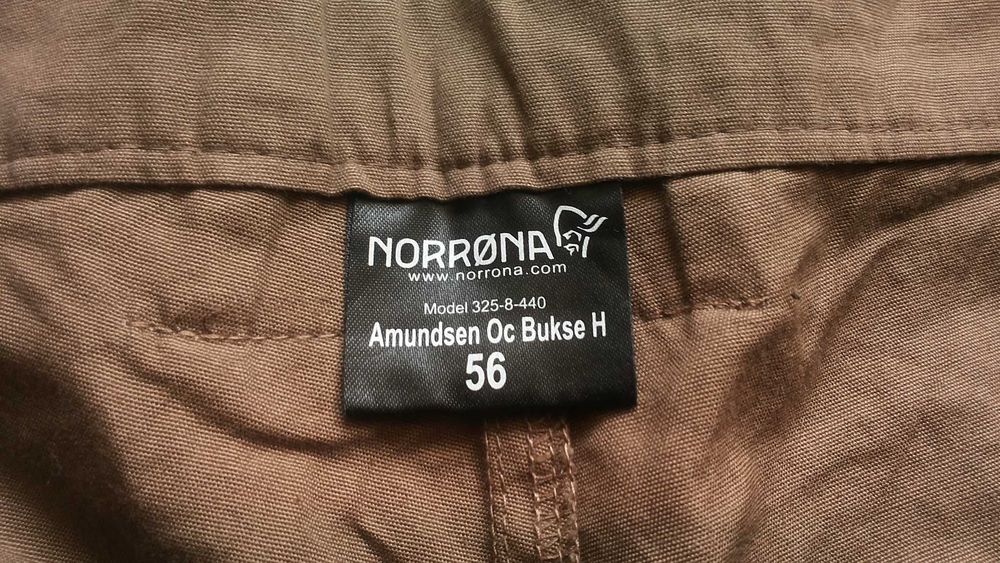 NORRØNA
www.norrona.com
Model 325-8-440
Amundsen Oc Bukse H
56